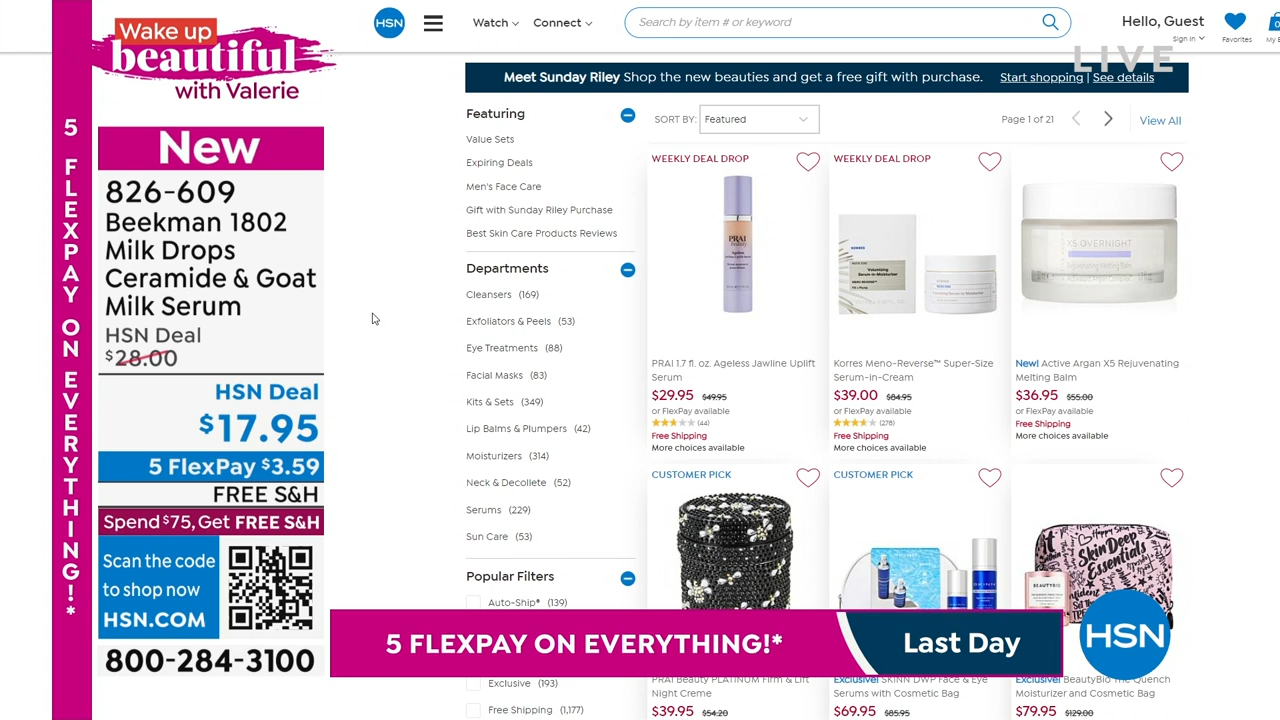 Wake up
beautiful
with Valerie
5 FLEXPAY ON EVERYTHING!*
New
826-609
Beekman 1802
Milk Drops
Ceramide & Goat
Milk Serum
HSN Deal
$28.00
HSN Deal
$17.95
5 FlexPay $3.59
FREE S&H
Spend $75, Get FREE S&H
Scan the code
to shop now
HSN.COM
800-284-3100
HSN
Watch
Connect
Search by item # or keyword
Hello, Guest
Sign In
Favorites
0
LIVE
Meet Sunday Riley Shop the new beauties and get a free gift with purchase. Start shopping | See details
Featuring
Value Sets
Expiring Deals
Men's Face Care
Gift with Sunday Riley Purchase
Best Skin Care Products Reviews
Departments
Cleansers (169)
Exfoliators & Peels (53)
Eye Treatments (88)
Facial Masks (83)
Kits & Sets (349)
Lip Balms & Plumpers (42)
Moisturizers (314)
Neck & Decollete (52)
Serums (229)
Sun Care (53)
Popular Filters
Auto-Ship® (139)
Exclusive (193)
Free Shipping (1,177)
SORT BY: Featured
Page 1 of 21
View All
WEEKLY DEAL DROP
PRAI
PRAI 1.7 fl. oz. Ageless Jawline Uplift
Serum
$29.95 $49.95
or FlexPay available
(44)
Free Shipping
More choices available
WEEKLY DEAL DROP
KORRES
Korres Meno-Reverse™ Super-Size
Serum-in-Cream
$39.00 $84.95
or FlexPay available
(278)
Free Shipping
More choices available
X5 OVERNIGHT
Rejuvenating Melting Balm
New! Active Argan X5 Rejuvenating
Melting Balm
$36.95 $55.00
or FlexPay available
Free Shipping
More choices available
CUSTOMER PICK
PRAI Beauty PLATINUM Firm & Lift
Night Creme
$39.95 $54.20
CUSTOMER PICK
Exclusive! SKINN DWP Face & Eye
Serums with Cosmetic Bag
$69.95 $85.95
Skin Deep
Essentials
BEAUTYBIO
Exclusive! BeautyBio The Quench
Moisturizer and Cosmetic Bag
$79.95 $129.00
5 FLEXPAY ON EVERYTHING!*
Last Day
HSN